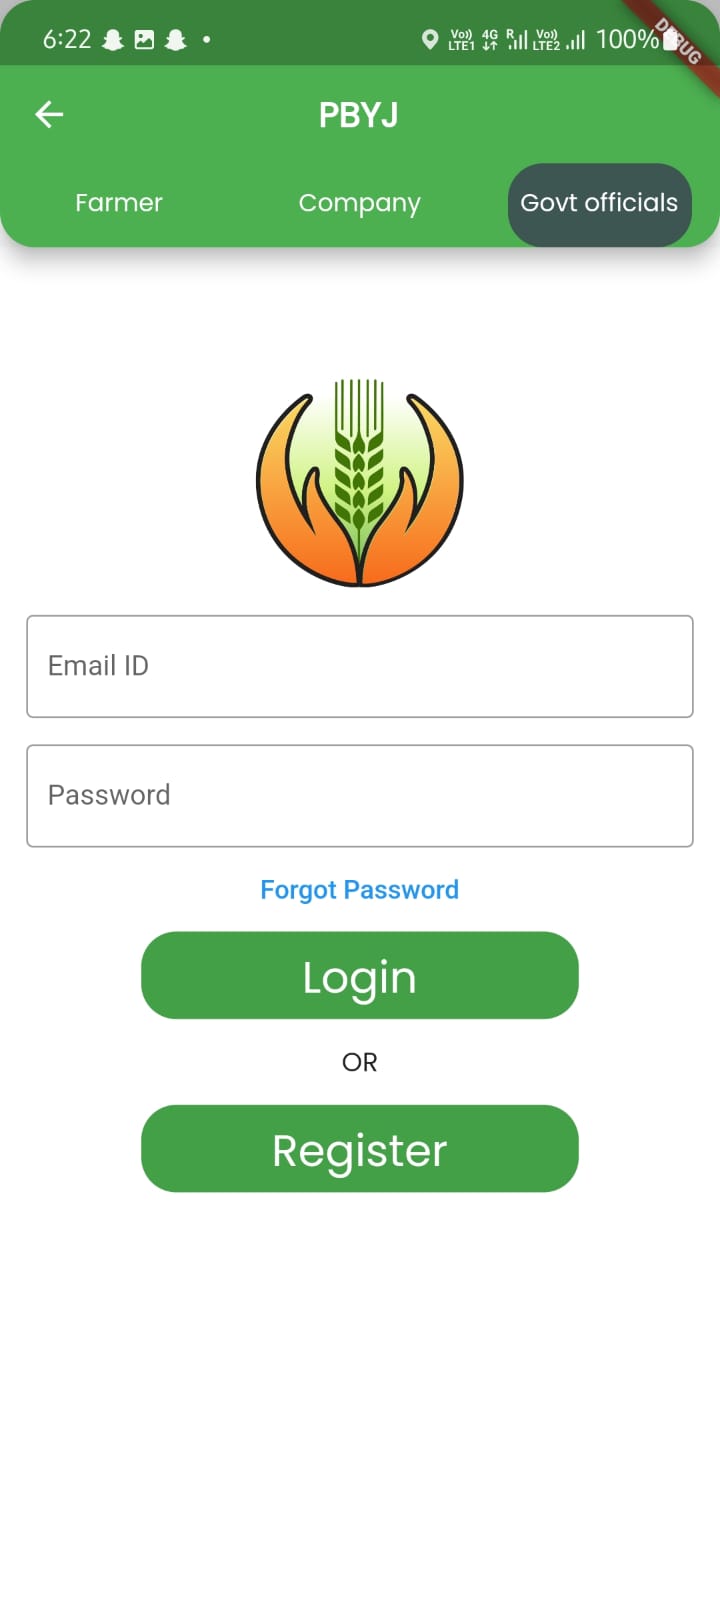 6:22
Vo)) LTE1 4G R Vo)) LTE2 100%
DEBUG
PBYJ
Farmer Company Govt officials
Email ID
Password
Forgot Password
Login
OR
Register